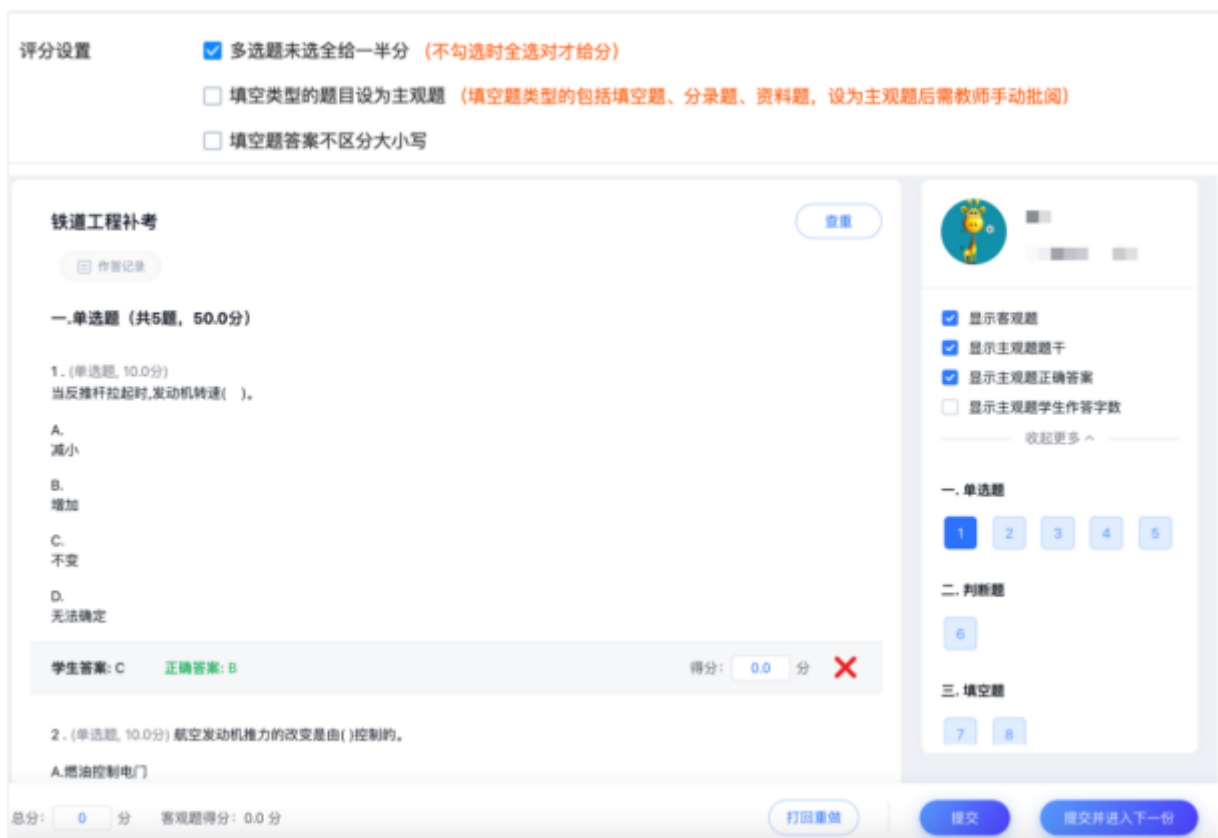 评分设置
多选题未选全给一半分 (不勾选时全选对才给分)
填空类型的题目设为主观题 (填空题类型的包括填空题、分录题、资料题，设为主观题后需教师手动批阅)
填空题答案不区分大小写
铁道工程补考
查重
作答记录
一.单选题（共5题，50.0分）
1 . (单选题, 10.0分)
当反推杆拉起时,发动机转速( )。
A.
减小
B.
增加
C.
不变
D.
无法确定
学生答案: C 正确答案: B 得分: 0.0 分
2 . (单选题, 10.0分) 航空发动机推力的改变是由( )控制的。
A.燃油控制电门
显示客观题
显示主观题题干
显示主观题正确答案
显示主观题学生作答字数
收起更多
一. 单选题
1 2 3 4 5
二. 判断题
6
三. 填空题
7 8
总分: 0 分 客观题得分: 0.0 分 打回重做 提交 提交并进入下一份